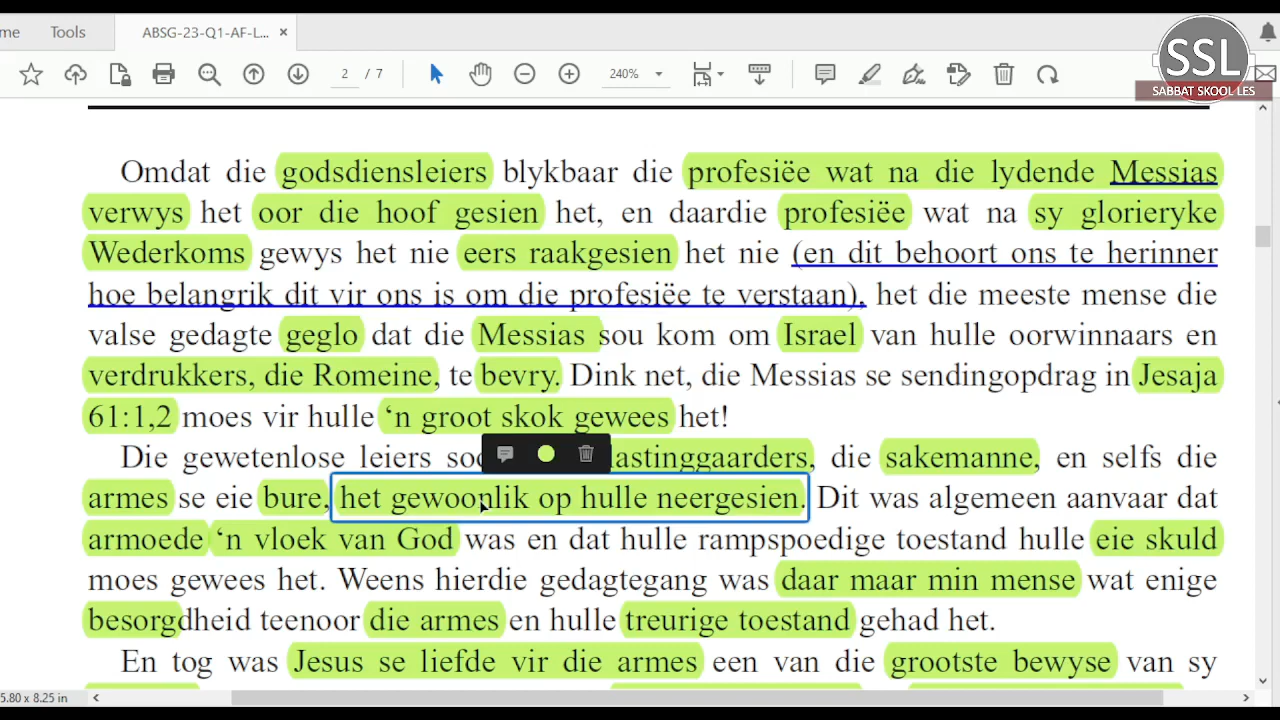 me Tools ABSG-23-Q1-AF-L... ×
SSL
SABBAT SKOOL LES
2 / 7 240%
Omdat die godsdiensleiers blykbaar die profesiëe wat na die lydende Messias
verwys het oor die hoof gesien het, en daardie profesiëe wat na sy glorieryke
Wederkoms gewys het nie eers raakgesien het nie (en dit behoort ons te herinner
hoe belangrik dit vir ons is om die profesiëe te verstaan), het die meeste mense die
valse gedagte geglo dat die Messias sou kom om Israel van hulle oorwinnaars en
verdrukkers, die Romeine, te bevry. Dink net, die Messias se sendingopdrag in Jesaja
61:1,2 moes vir hulle ‘n groot skok gewees het!
Die gewetenlose leiers lastinggaarders, die sakemanne, en selfs die
armes se eie bure, het gewoonlik op hulle neergesien. Dit was algemeen aanvaar dat
armoede ‘n vloek van God was en dat hulle rampspoedige toestand hulle eie skuld
moes gewees het. Weens hierdie gedagtegang was daar maar min mense wat enige
besorgdheid teenoor die armes en hulle treurige toestand gehad het.
En tog was Jesus se liefde vir die armes een van die grootste bewyse van sy
5.80 x 8.25 in